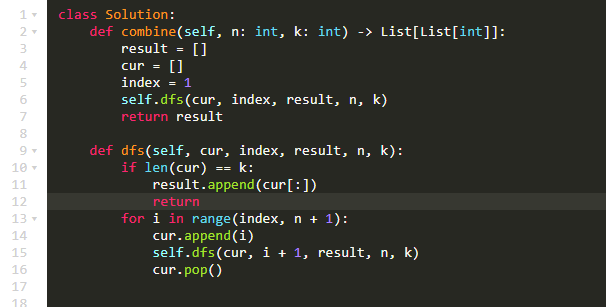 1 class Solution:
2     def combine(self, n: int, k: int) -> List[List[int]]:
3         result = []
4         cur = []
5         index = 1
6         self.dfs(cur, index, result, n, k)
7         return result
8
9     def dfs(self, cur, index, result, n, k):
10         if len(cur) == k:
11             result.append(cur[:])
12             return
13         for i in range(index, n + 1):
14             cur.append(i)
15             self.dfs(cur, i + 1, result, n, k)
16             cur.pop()
17
18